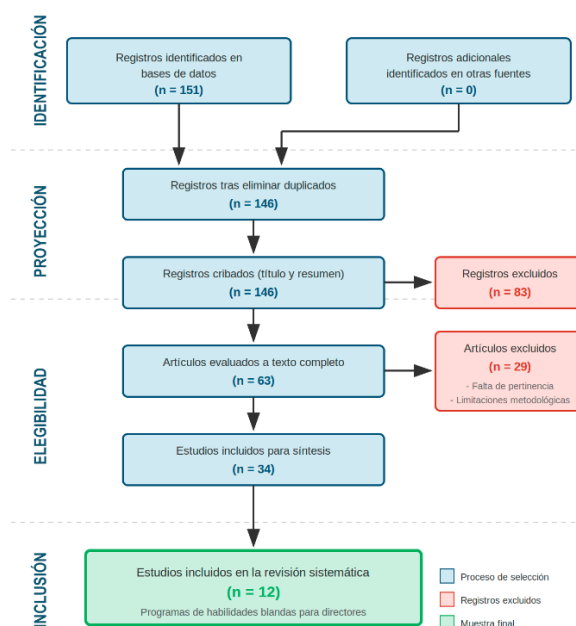 IDENTIFICACIÓN
Registros identificados en
bases de datos
(n = 151)
Registros adicionales
identificados en otras fuentes
(n = 0)
PROYECCIÓN
Registros tras eliminar duplicados
(n = 146)
Registros cribados (título y resumen)
(n = 146)
Registros excluidos
(n = 83)
ELEGIBILIDAD
Artículos evaluados a texto completo
(n = 63)
Artículos excluidos
(n = 29)
- Falta de pertinencia
- Limitaciones metodológicas
Estudios incluidos para síntesis
(n = 34)
INCLUSIÓN
Estudios incluidos en la revisión sistemática
(n = 12)
Programas de habilidades blandas para directores
Proceso de selección
Registros excluidos
Muestra final